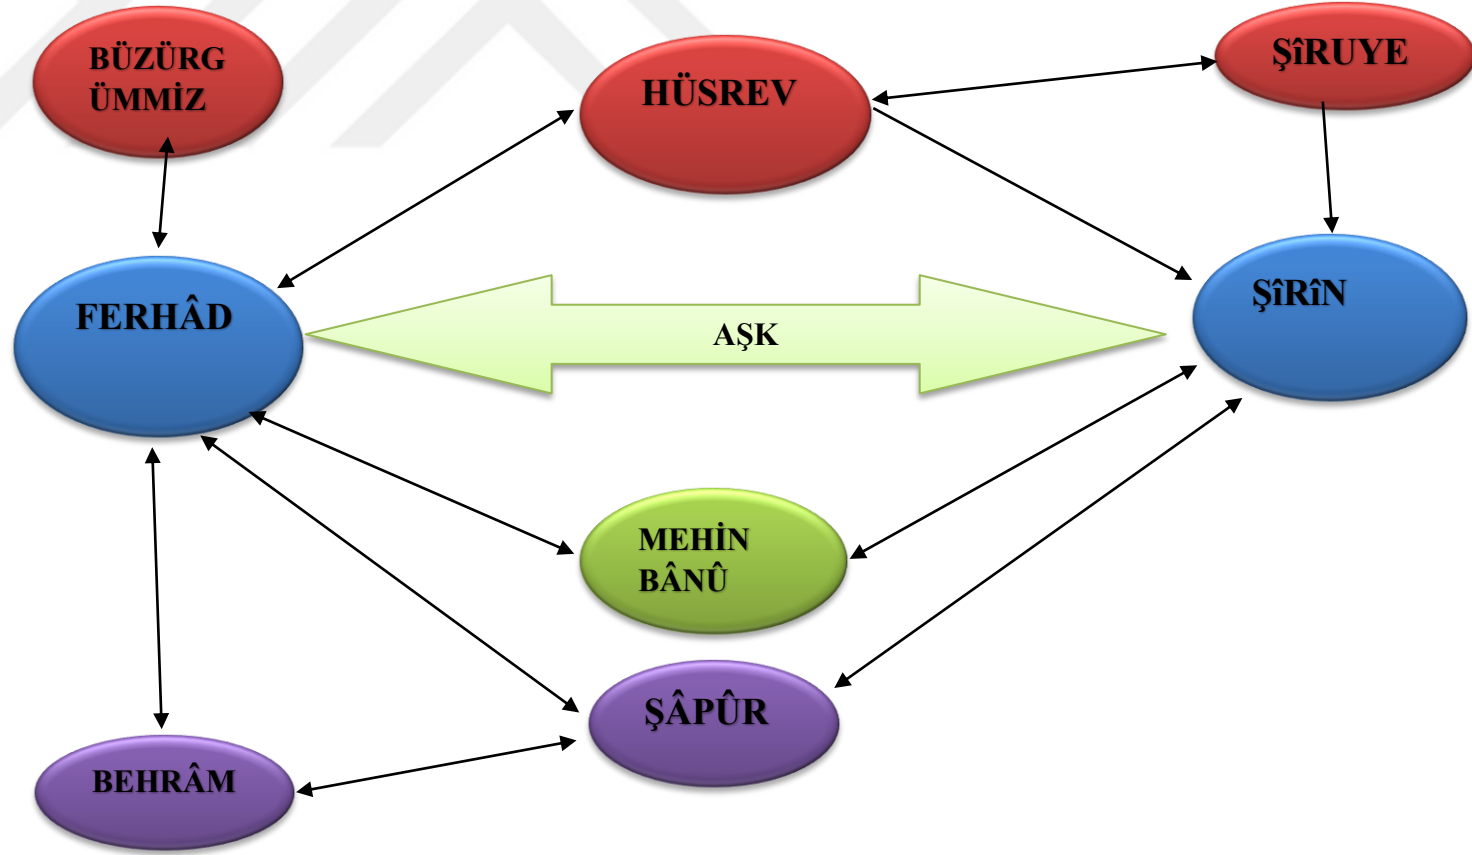 BÜZÜRG
ÜMMİZ
HÜSREV
ŞîRUYE
FERHÂD
ŞîRîN
AŞK
MEHİN
BÂNÛ
ŞÂPÛR
BEHRÂM